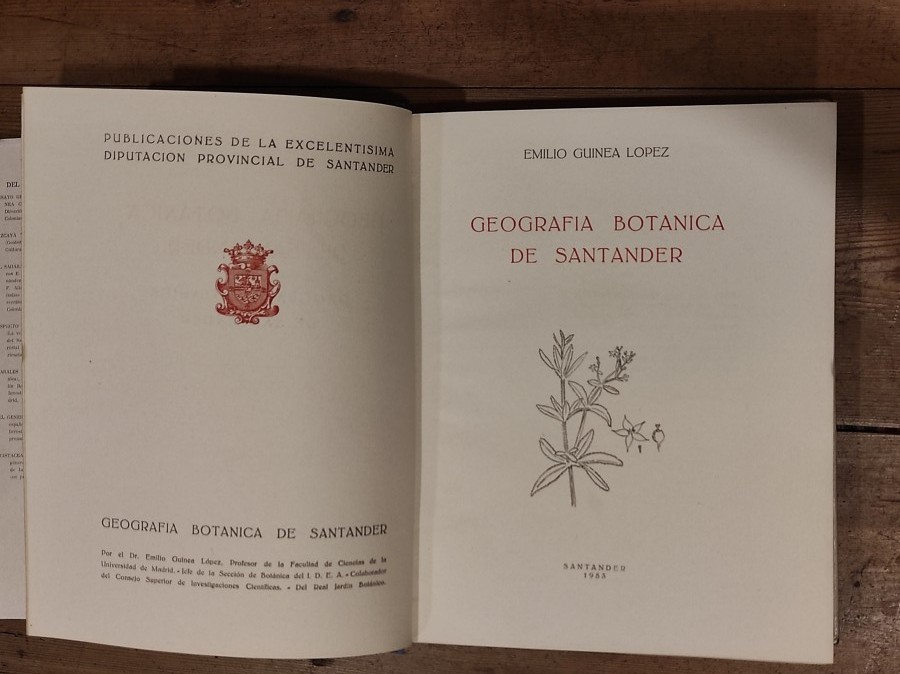 PUBLICACIONES DE LA EXCELENTISIMA
DIPUTACION PROVINCIAL DE SANTANDER
GEOGRAFIA BOTANICA DE SANTANDER
Por el Dr. Emilio Guinea López, Profesor de la Facultad de Ciencias de la
Universidad de Madrid. - Jefe de la Sección de Botánica del I. D. E. A. - Colaborador
del Consejo Superior de Investigaciones Científicas. - Del Real Jardín Botánico.
EMILIO GUINEA LOPEZ
GEOGRAFIA BOTANICA
DE SANTANDER
SANTANDER
1953